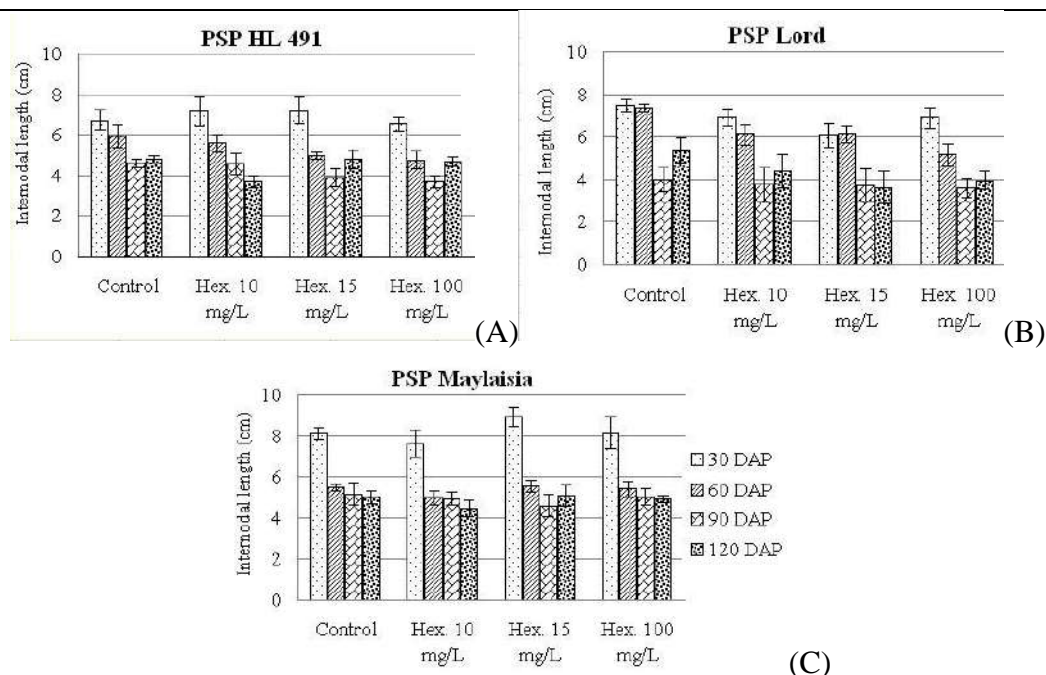 PSP HL 491
Internodal length (cm)
10
8
6
4
2
0
Control
Hex. 10
mg/L
Hex. 15
mg/L
Hex. 100
mg/L
(A)
PSP Lord
Internodal length (cm)
10
8
6
4
2
0
Control
Hex. 10
mg/L
Hex. 15
mg/L
Hex. 100
mg/L
(B)
PSP Maylaisia
Internodal length (cm)
10
8
6
4
2
0
Control
Hex. 10
mg/L
Hex. 15
mg/L
Hex. 100
mg/L
30 DAP
60 DAP
90 DAP
120 DAP
(C)